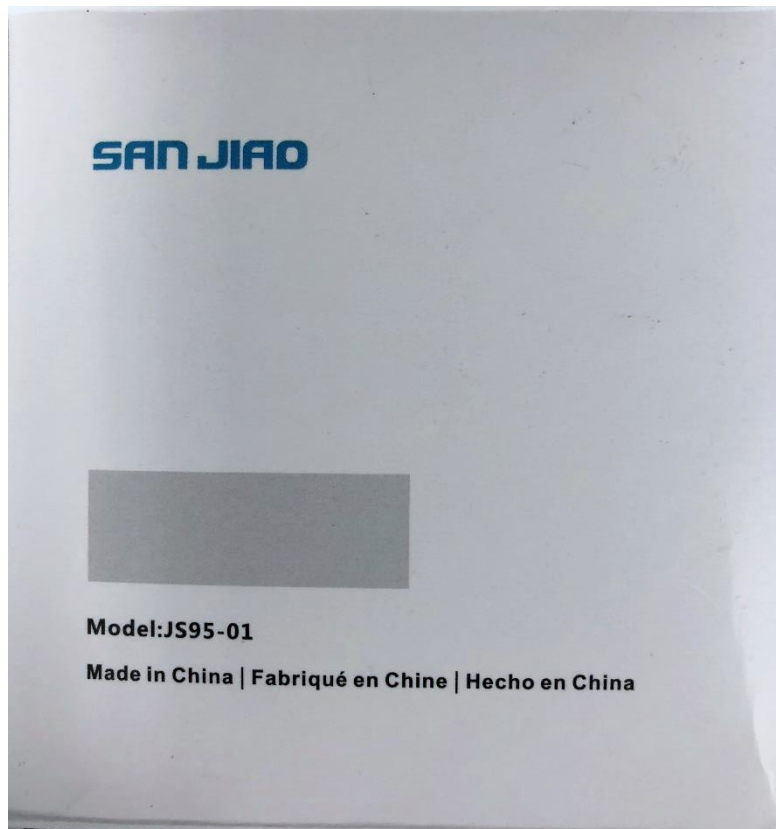 SAN JIAO
Model:JS95-01
Made in China | Fabriqué en Chine | Hecho en China